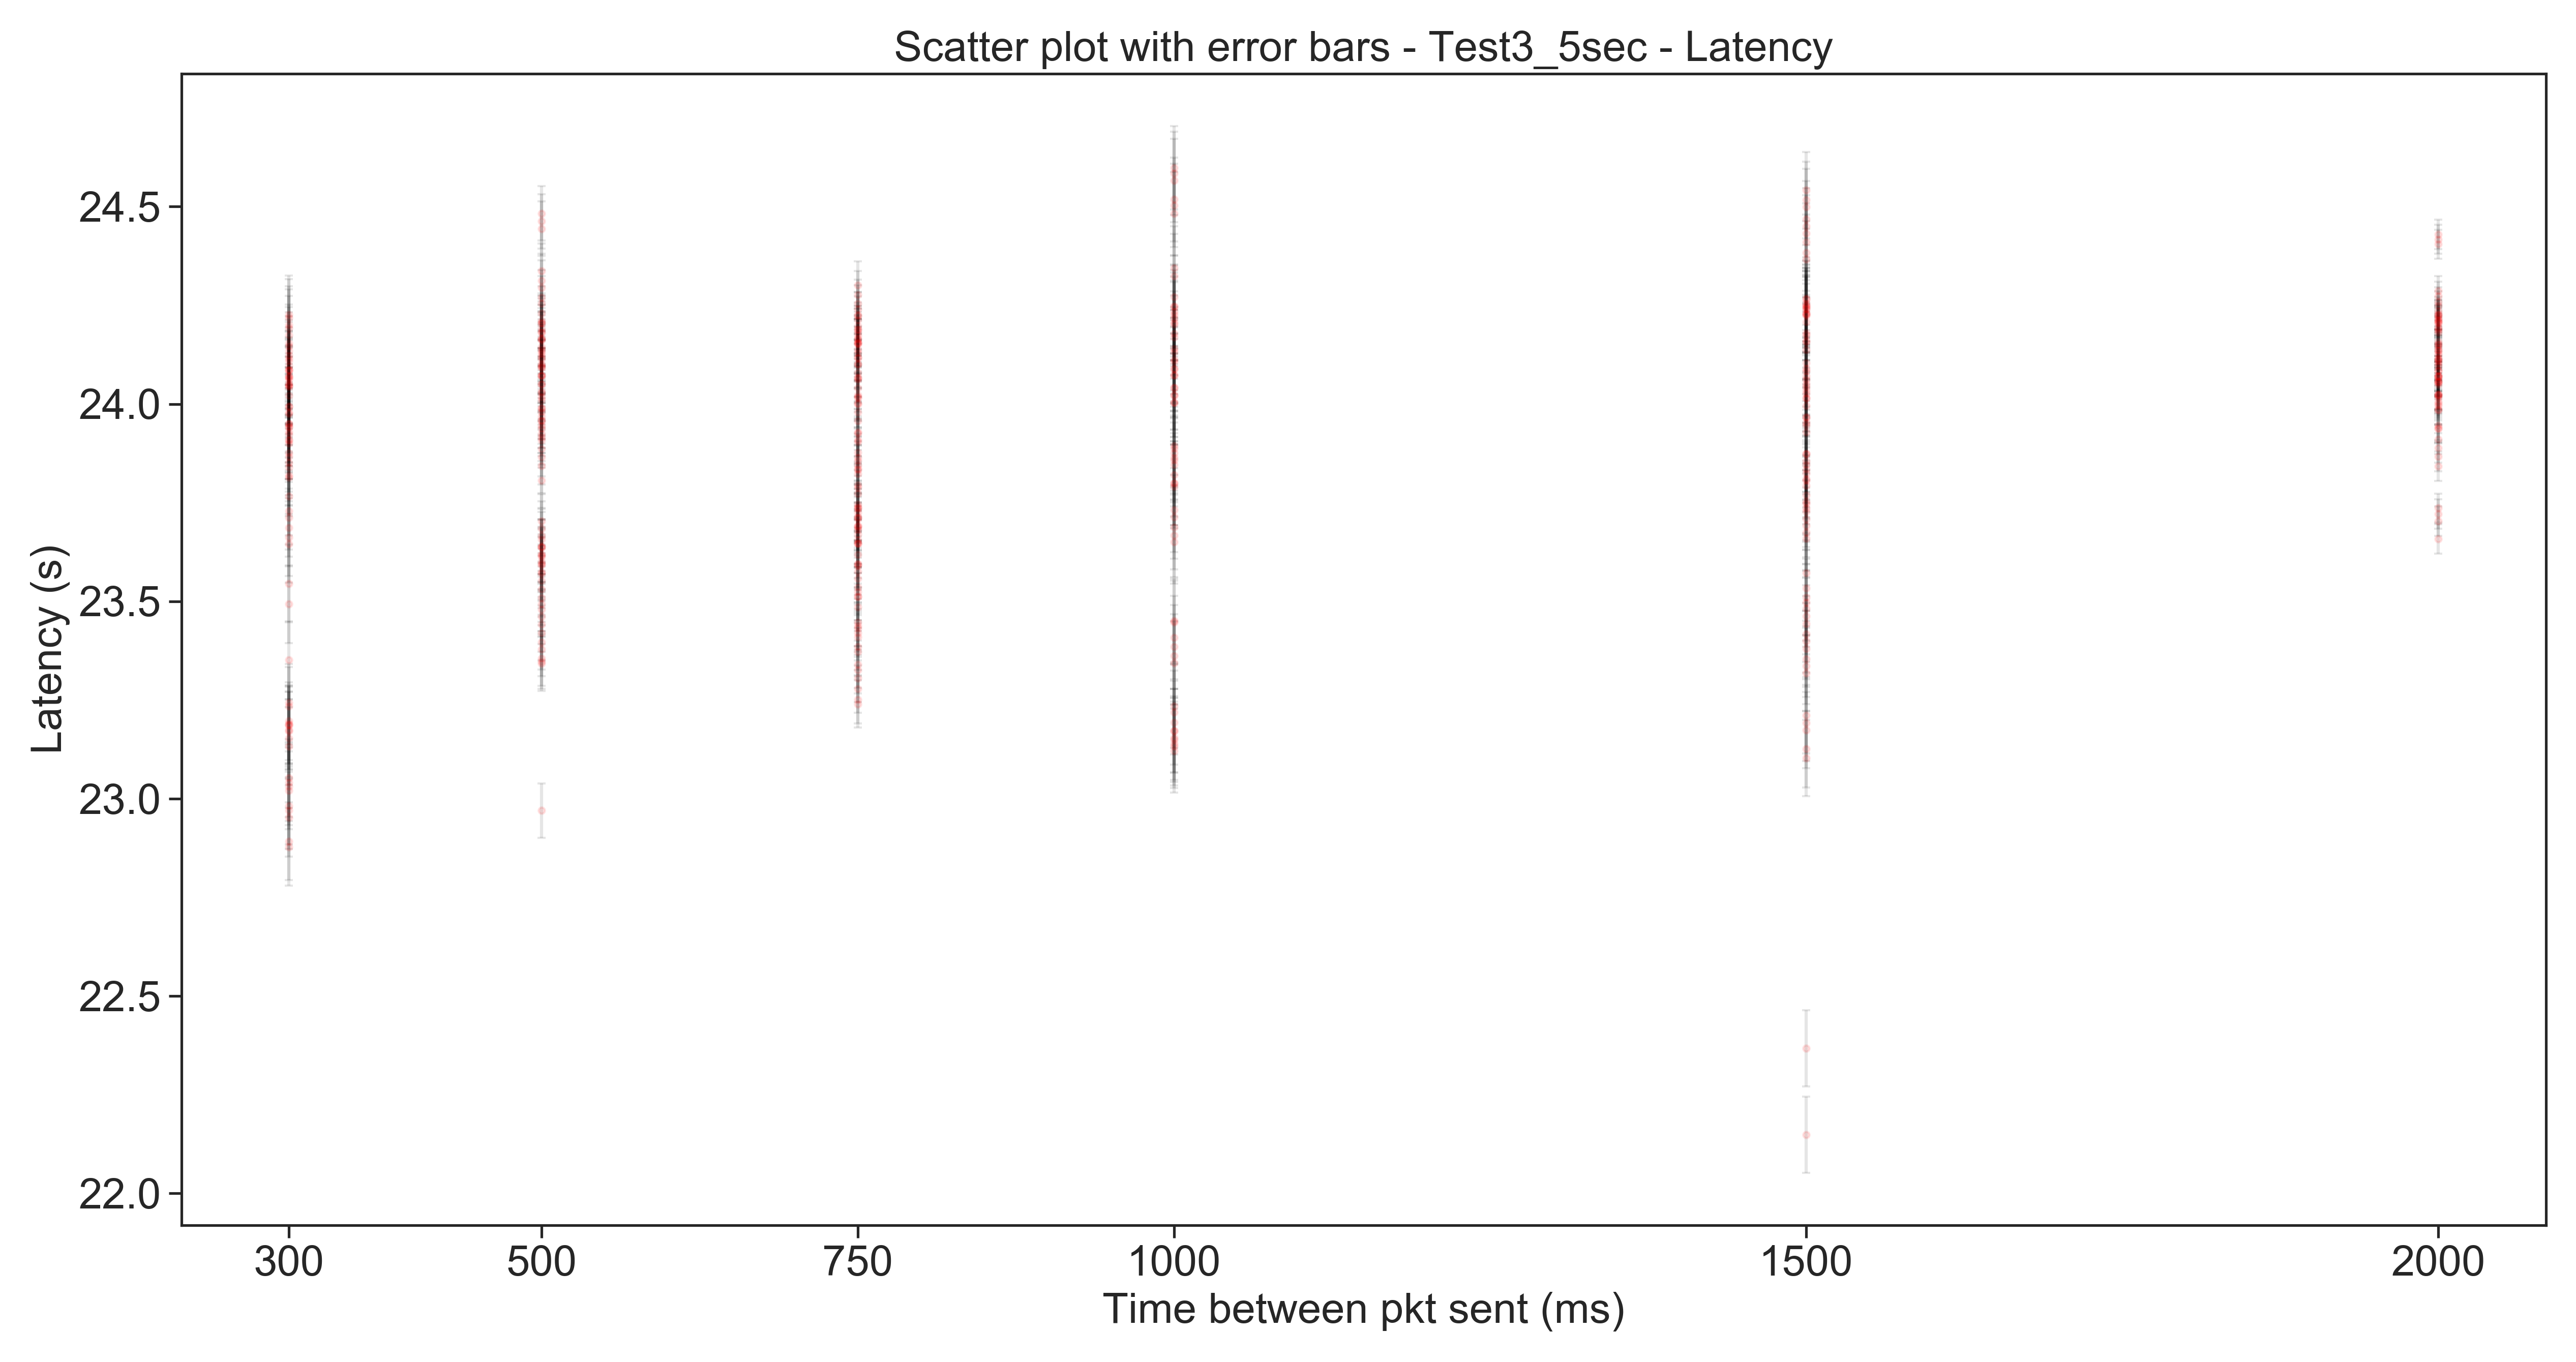 Scatter plot with error bars - Test3_5sec - Latency
Latency (s)
24.5
24.0
23.5
23.0
22.5
22.0
300 500 750 1000 1500 2000
Time between pkt sent (ms)